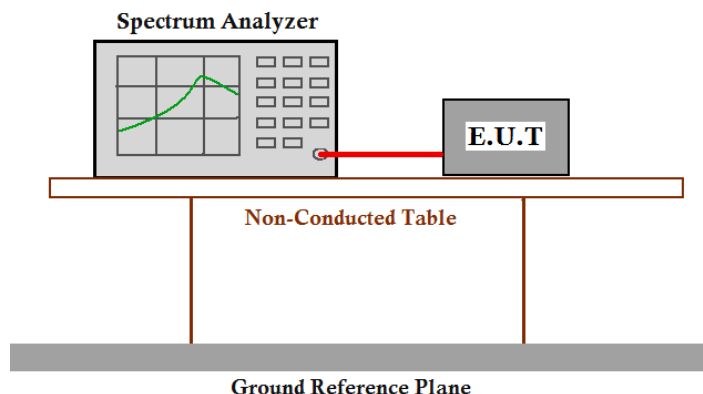 Spectrum Analyzer
E.U.T
Non-Conducted Table
Ground Reference Plane